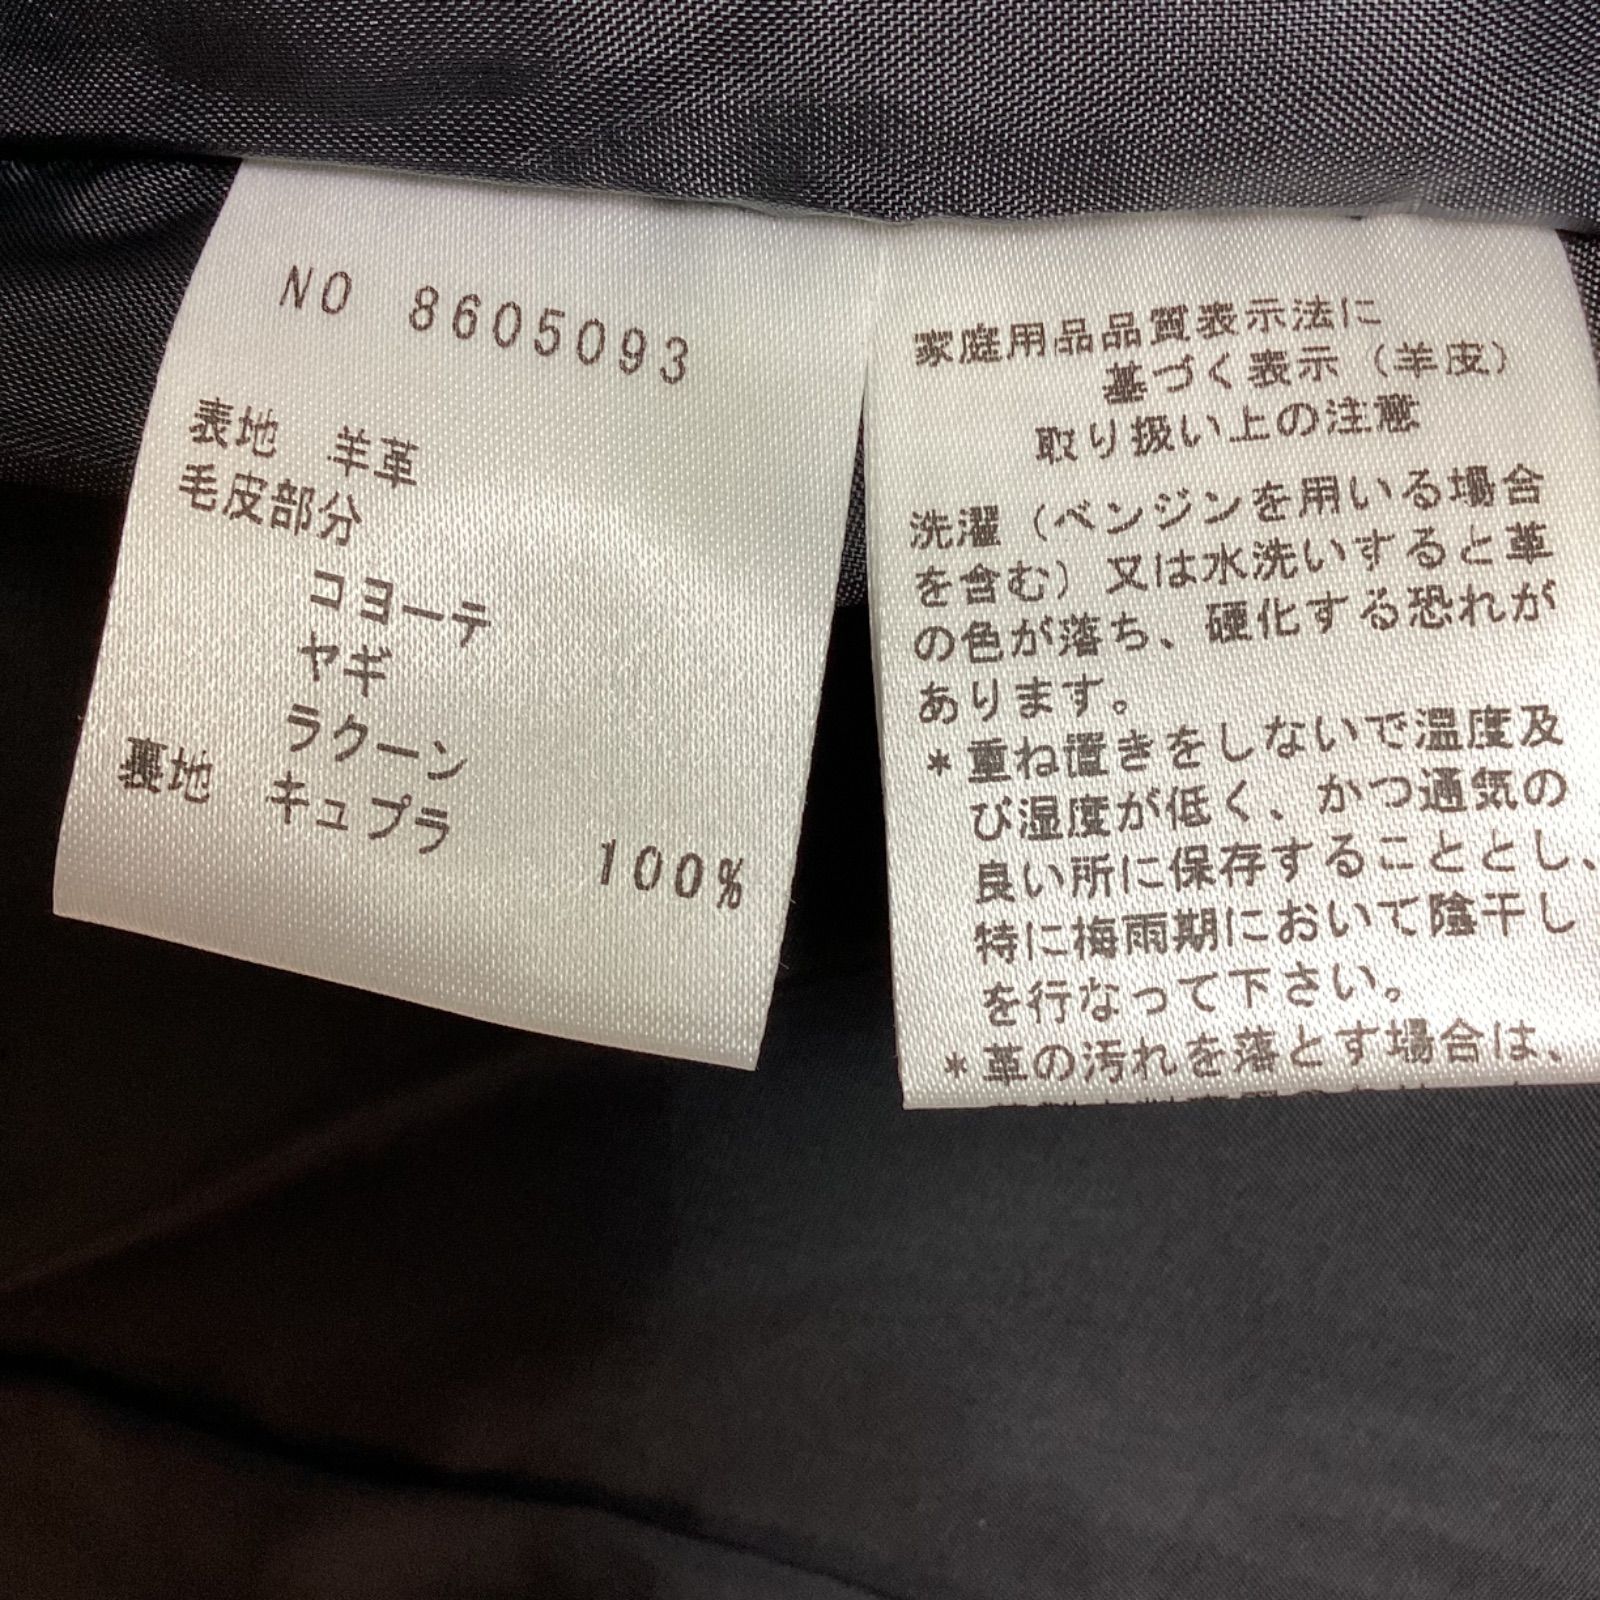 NO 8605093
表地 羊革
毛皮部分
コヨーテ
ヤギ
ラクーン
裏地 キュプラ
100%
家庭用品品質表示法に
基づく表示（羊皮）
取り扱い上の注意
洗濯（ベンジンを用いる場合
を含む）又は水洗いすると革
の色が落ち、硬化する恐れが
あります。
*重ね置きをしないで温度及
び湿度が低く、かつ通気の
良い所に保存することとし、
特に梅雨期において陰干し
を行なって下さい。
*革の汚れを落とす場合は、